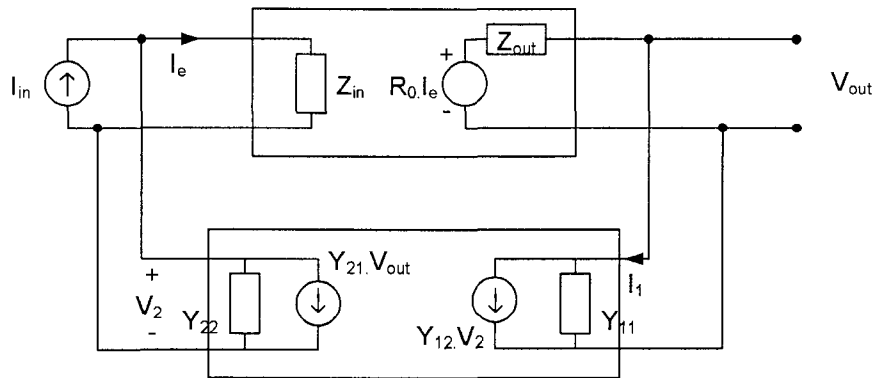 I_in
I_e
Z_in
+
R_0.I_e
-
Z_out
V_out
+
V_2
-
Y_22
Y_21.V_out
Y_12.V_2
I_1
Y_11